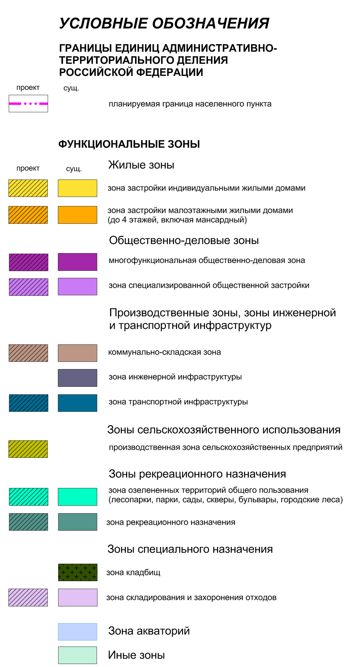 УСЛОВНЫЕ ОБОЗНАЧЕНИЯ
ГРАНИЦЫ ЕДИНИЦ АДМИНИСТРАТИВНО-
ТЕРРИТОРИАЛЬНОГО ДЕЛЕНИЯ
РОССИЙСКОЙ ФЕДЕРАЦИИ
проект сущ.
планируемая граница населенного пункта
ФУНКЦИОНАЛЬНЫЕ ЗОНЫ
проект сущ.
Жилые зоны
зона застройки индивидуальными жилыми домами
зона застройки малоэтажными жилыми домами
(до 4 этажей, включая мансардный)
Общественно-деловые зоны
многофункциональная общественно-деловая зона
зона специализированной общественной застройки
Производственные зоны, зоны инженерной
и транспортной инфраструктур
коммунально-складская зона
зона инженерной инфраструктуры
зона транспортной инфраструктуры
Зоны сельскохозяйственного использования
производственная зона сельскохозяйственных предприятий
Зоны рекреационного назначения
зона озелененных территорий общего пользования
(лесопарки, парки, сады, скверы, бульвары, городские леса)
зона рекреационного назначения
Зоны специального назначения
зона кладбищ
зона складирования и захоронения отходов
Зона акваторий
Иные зоны